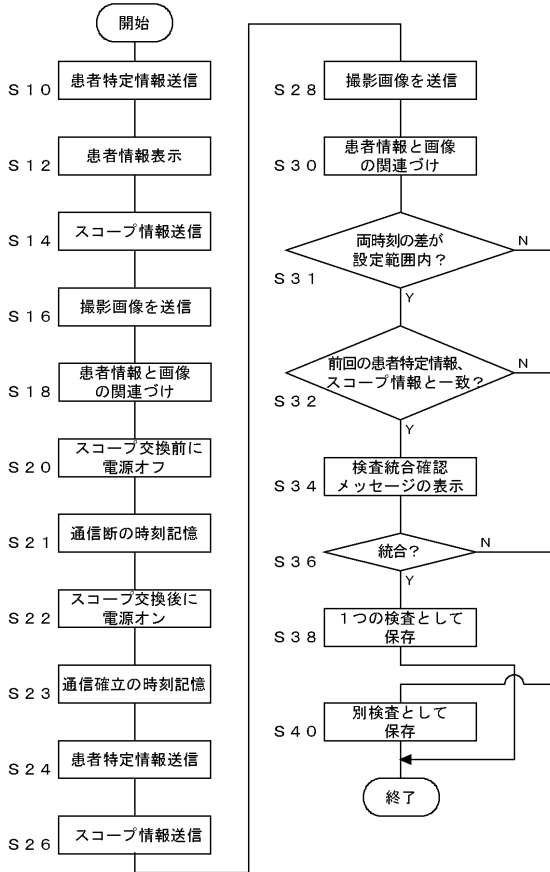 開始
S10
患者特定情報送信
S12
患者情報表示
S14
スコープ情報送信
S16
撮影画像を送信
S18
患者情報と画像
の関連づけ
S20
スコープ交換前に
電源オフ
S21
通信断の時刻記憶
S22
スコープ交換後に
電源オン
S23
通信確立の時刻記憶
S24
患者特定情報送信
S26
スコープ情報送信
S28
撮影画像を送信
S30
患者情報と画像
の関連づけ
S31
両時刻の差が
設定範囲内？
N
Y
S32
前回の患者特定情報、
スコープ情報と一致？
N
Y
S34
検査統合確認
メッセージの表示
S36
統合？
N
Y
S38
１つの検査として
保存
S40
別検査として
保存
終了